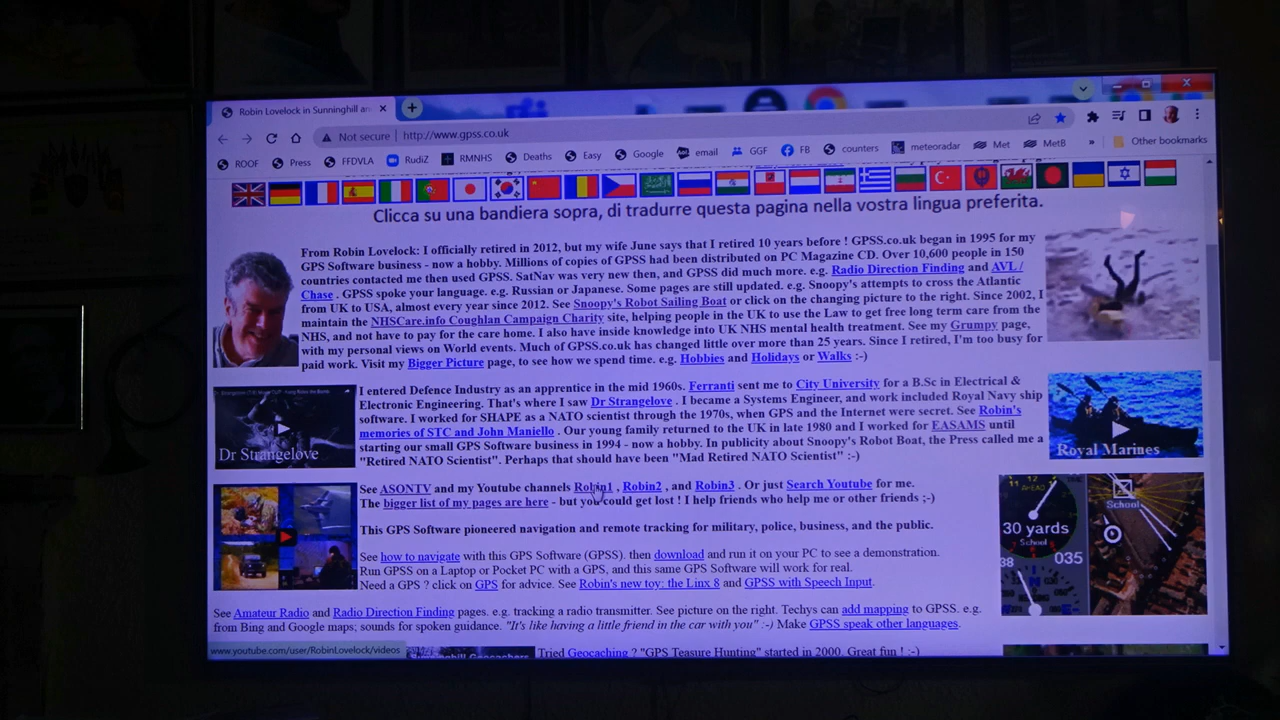 Robin Lovelock in Sunninghill an
Not secure | http://www.gpss.co.uk
RDOF Press FFDVLA RudiZ RMNHS Deaths Easy Google email GGF FB counters meteoradar Met MetB » Other bookmarks
Clicca su una bandiera sopra, di tradurre questa pagina nella vostra lingua preferita.
From Robin Lovelock: I officially retired in 2012, but my wife June says that I retired 10 years before ! GPSS.co.uk began in 1995 for my
GPS Software business - now a hobby. Millions of copies of GPSS had been distributed on PC Magazine CD. Over 10,600 people in 150
countries contacted me then used GPSS. SatNav was very new then, and GPSS did much more. e.g. Radio Direction Finding and AVL /
Chase . GPSS spoke your language. e.g. Russian or Japanese. Some pages are still updated. e.g. Snoopy's attempts to cross the Atlantic
from UK to USA, almost every year since 2012. See Snoopy's Robot Sailing Boat or click on the changing picture to the right. Since 2002, I
maintain the NHSCare.info Coughlan Campaign Charity site, helping people in the UK to use the Law to get free long term care from the
NHS, and not have to pay for the care home. I also have inside knowledge into UK NHS mental health treatment. See my Grumpy page,
with my personal views on World events. Much of GPSS.co.uk has changed little over more than 25 years. Since I retired, I'm too busy for
paid work. Visit my Bigger Picture page, to see how we spend time. e.g. Hobbies and Holidays or Walks :-)
I entered Defence Industry as an apprentice in the mid 1960s. Ferranti sent me to City University for a B.Sc in Electrical &
Electronic Engineering. That's where I saw Dr Strangelove . I became a Systems Engineer, and work included Royal Navy ship
software. I worked for SHAPE as a NATO scientist through the 1970s, when GPS and the Internet were secret. See Robin's
memories of STC and John Maniello . Our young family returned to the UK in late 1980 and I worked for EASAMS until
starting our small GPS Software business in 1994 - now a hobby. In publicity about Snoopy's Robot Boat, the Press called me a
"Retired NATO Scientist". Perhaps that should have been "Mad Retired NATO Scientist" :-)
Dr Strangelove
Royal Marines
See ASONTV and my Youtube channels Robin1 , Robin2 , and Robin3 . Or just Search Youtube for me.
The bigger list of my pages are here - but you could get lost ! I help friends who help me or other friends ;-)
This GPS Software pioneered navigation and remote tracking for military, police, business, and the public.
See how to navigate with this GPS Software (GPSS). then download and run it on your PC to see a demonstration.
Run GPSS on a Laptop or Pocket PC with a GPS, and this same GPS Software will work for real.
Need a GPS ? click on GPS for advice. See Robin's new toy: the Linx 8 and GPSS with Speech Input.
11 12 1
AHEAD
30 yards
School
38 035
School
See Amateur Radio and Radio Direction Finding pages. e.g. tracking a radio transmitter. See picture on the right. Techys can add mapping to GPSS. e.g.
from Bing and Google maps; sounds for spoken guidance. "It's like having a little friend in the car with you" :-) Make GPSS speak other languages.
www.youtube.com/user/RobinLovelock/videos
Tried Geocaching ? "GPS Teasure Hunting" started in 2000. Great fun ! :-)